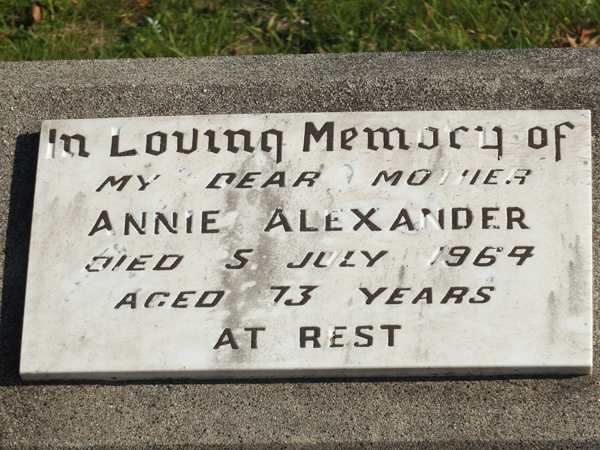 In Loving Memory of
MY DEAR MOTHER
ANNIE ALEXANDER
DIED 5 JULY 1964
AGED 73 YEARS
AT REST